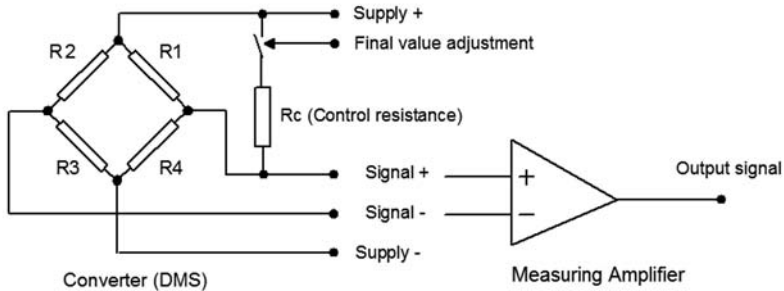 Supply +
Final value adjustment
R2
R1
Rc (Control resistance)
R3
R4
Signal +
+
Output signal
Signal -
−
Supply -
Converter (DMS)
Measuring Amplifier